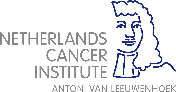 NETHERLANDS
CANCER
INSTITUTE
ANTONI VAN LEEUWENHOEK